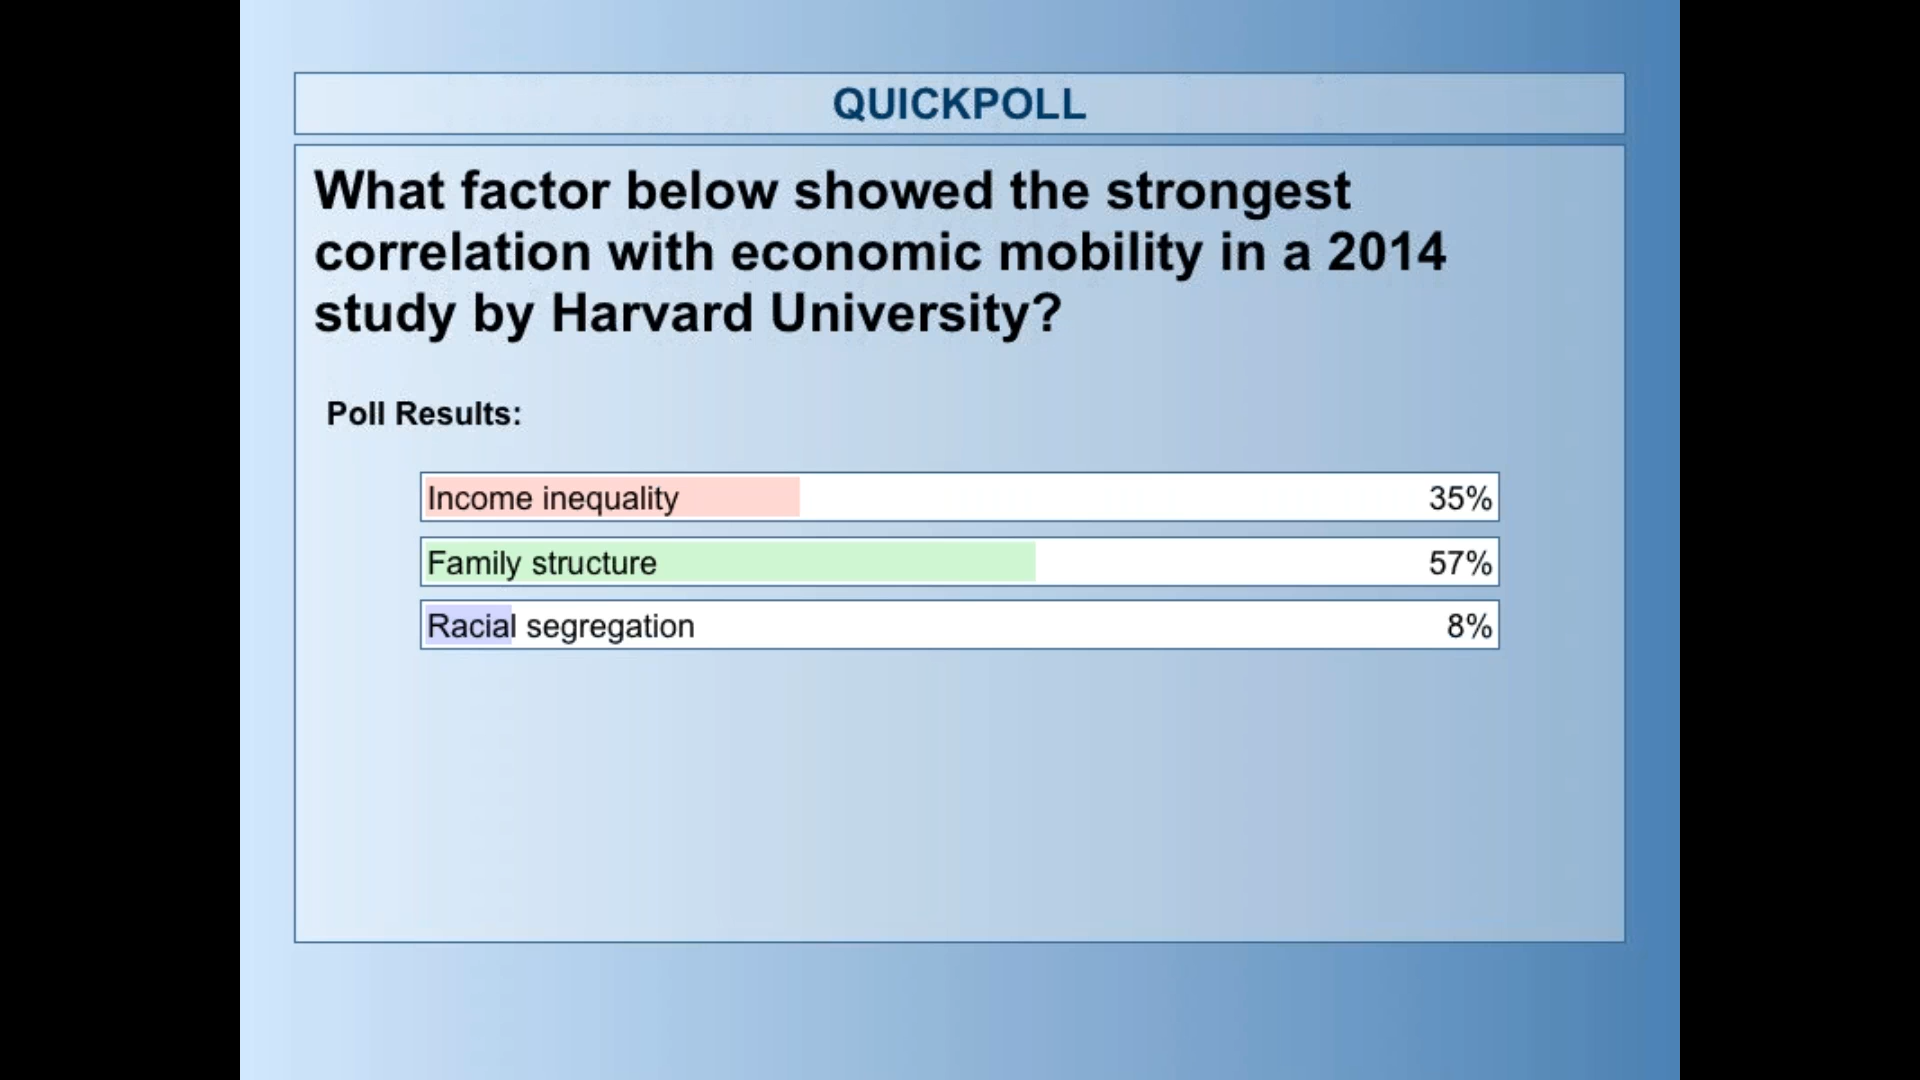 QUICKPOLL
What factor below showed the strongest
correlation with economic mobility in a 2014
study by Harvard University?
Poll Results:
Income inequality 35%
Family structure 57%
Racial segregation 8%